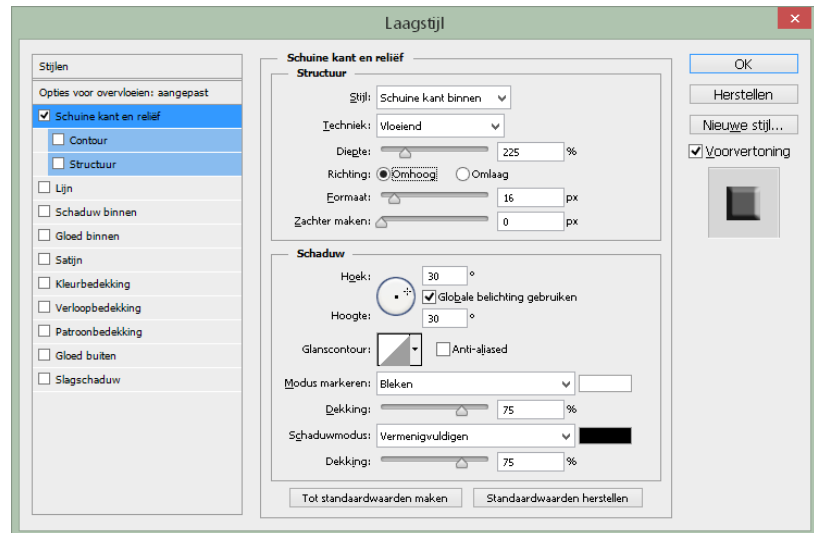 Laagstijl
Stijlen
Opties voor overvloeien: aangepast
Schuine kant en reliëf
Contour
Structuur
Lijn
Schaduw binnen
Gloed binnen
Satijn
Kleurbedekking
Verloopbedekking
Patroonbedekking
Gloed buiten
Slagschaduw
Schuine kant en reliëf
Structuur
Stijl: Schuine kant binnen
Techniek: Vloeiend
Diepte: 225 %
Richting: Omhoog Omlaag
Formaat: 16 px
Zachter maken: 0 px
Schaduw
Hoek: 30 °
Globale belichting gebruiken
Hoogte: 30 °
Glanscontour: Anti-aliased
Modus markeren: Bleken
Dekking: 75 %
Schaduwmodus: Vermenigvuldigen
Dekking: 75 %
Tot standaardwaarden maken Standaardwaarden herstellen
OK
Herstellen
Nieuwe stijl...
Voorvertoning